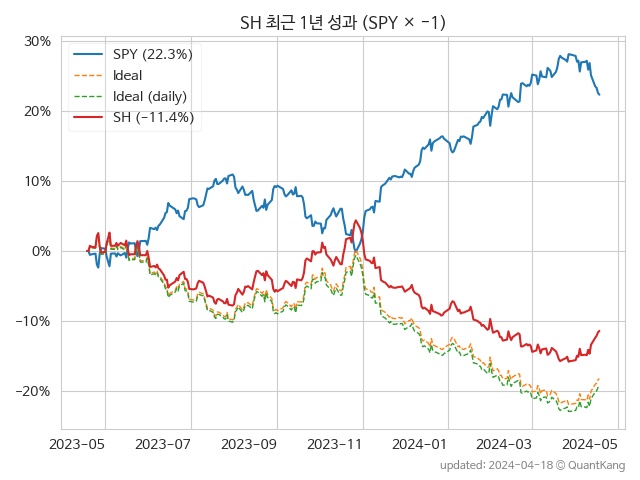 SH 최근 1년 성과 (SPY × −1)
30%
20%
10%
0%
−10%
−20%
SPY (22.3%)
Ideal
Ideal (daily)
SH (−11.4%)
2023−05 2023−07 2023−09 2023−11 2024−01 2024−03 2024−05
updated: 2024-04-18 © QuantKang